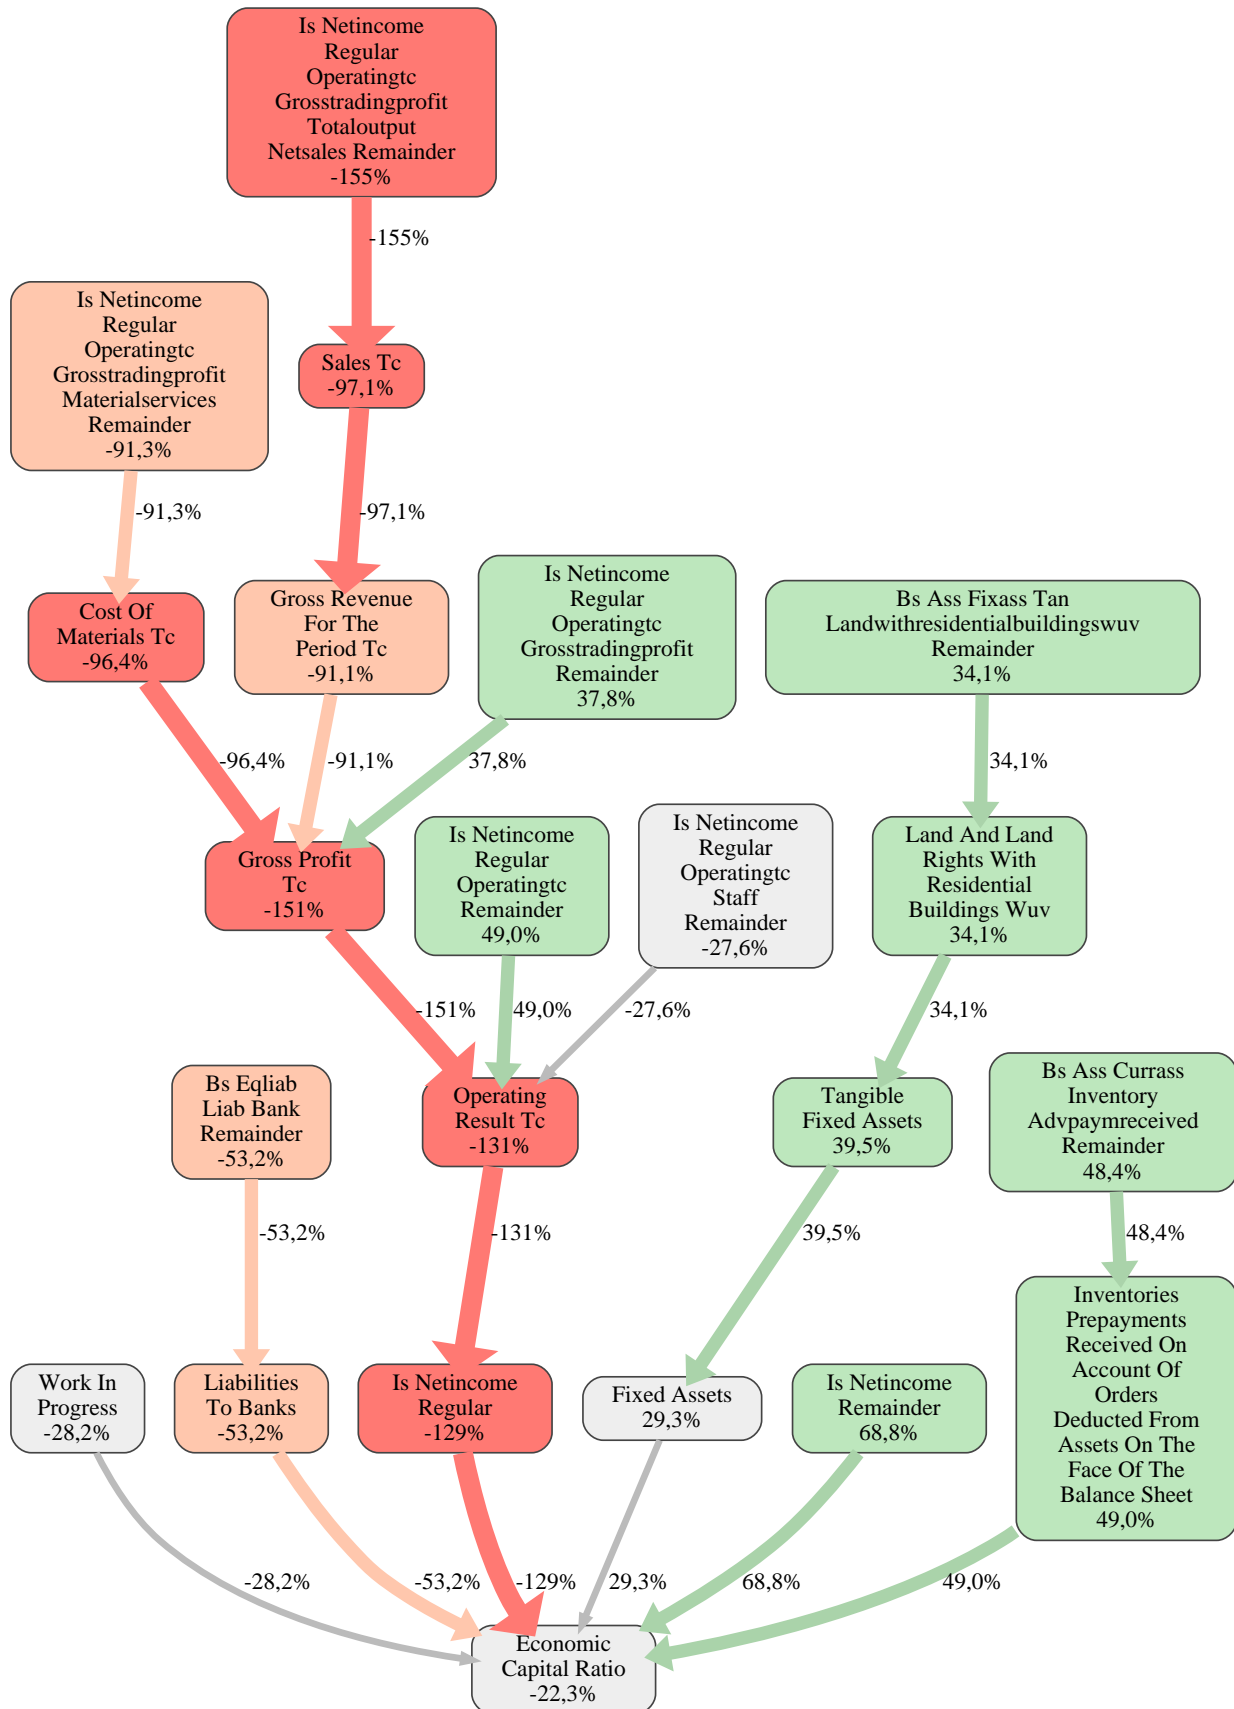 Is Netincome
Regular
Operatingtc
Grosstradingprofit
Totaloutput
Netsales Remainder
-155%
-155%
Is Netincome
Regular
Operatingtc
Grosstradingprofit
Materialservices
Remainder
-91,3%
Sales Tc
-97,1%
-91,3%
-97,1%
Cost Of
Materials Tc
-96,4%
Gross Revenue
For The
Period Tc
-91,1%
Is Netincome
Regular
Operatingtc
Grosstradingprofit
Remainder
37,8%
Bs Ass Fixass Tan
Landwithresidentialbuildingswuv
Remainder
34,1%
-96,4%
-91,1%
37,8%
34,1%
Gross Profit
Tc
-151%
Is Netincome
Regular
Operatingtc
Remainder
49,0%
Is Netincome
Regular
Operatingtc
Staff
Remainder
-27,6%
Land And Land
Rights With
Residential
Buildings Wuv
34,1%
-151%
49,0%
-27,6%
34,1%
Bs Eqliab
Liab Bank
Remainder
-53,2%
Operating
Result Tc
-131%
Tangible
Fixed Assets
39,5%
Bs Ass Currass
Inventory
Advpaymreceived
Remainder
48,4%
-53,2%
-131%
39,5%
48,4%
Work In
Progress
-28,2%
Liabilities
To Banks
-53,2%
Is Netincome
Regular
-129%
Fixed Assets
29,3%
Is Netincome
Remainder
68,8%
Inventories
Prepayments
Received On
Account Of
Orders
Deducted From
Assets On The
Face Of The
Balance Sheet
49,0%
-28,2%
-53,2%
-129%
29,3%
68,8%
49,0%
Economic
Capital Ratio
-22,3%